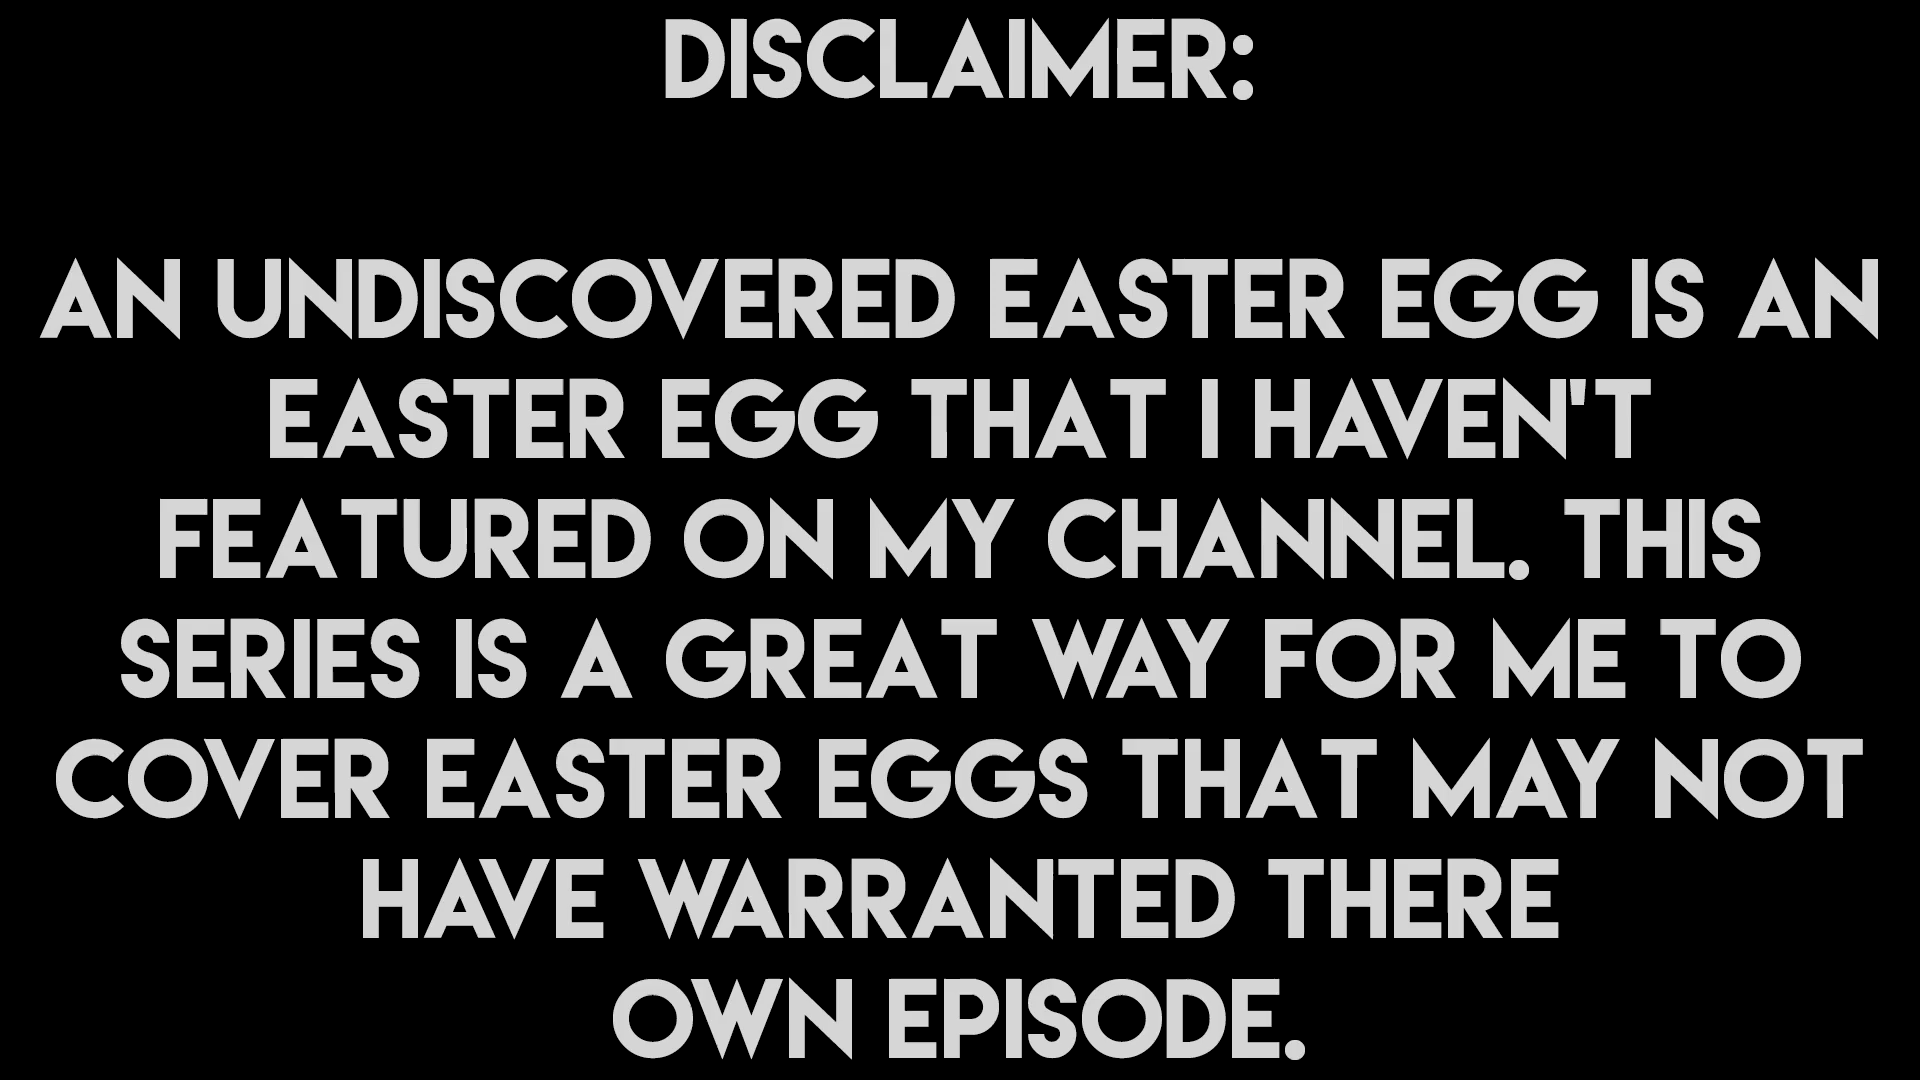 DISCLAIMER:
AN UNDISCOVERED EASTER EGG IS AN
EASTER EGG THAT I HAVEN'T
FEATURED ON MY CHANNEL. THIS
SERIES IS A GREAT WAY FOR ME TO
COVER EASTER EGGS THAT MAY NOT
HAVE WARRANTED THERE
OWN EPISODE.